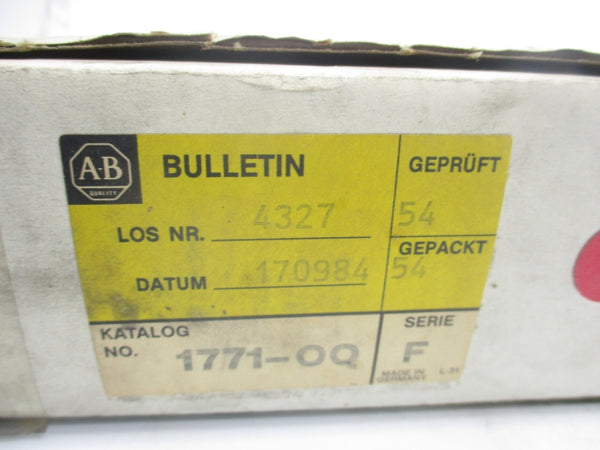 A-B
QUALITY
BULLETIN
GEPRÜFT
LOS NR. 4327
54
GEPACKT
DATUM 170984
54
KATALOG
NO. 1771-OQ
SERIE
F
MADE IN
GERMANY
L-51